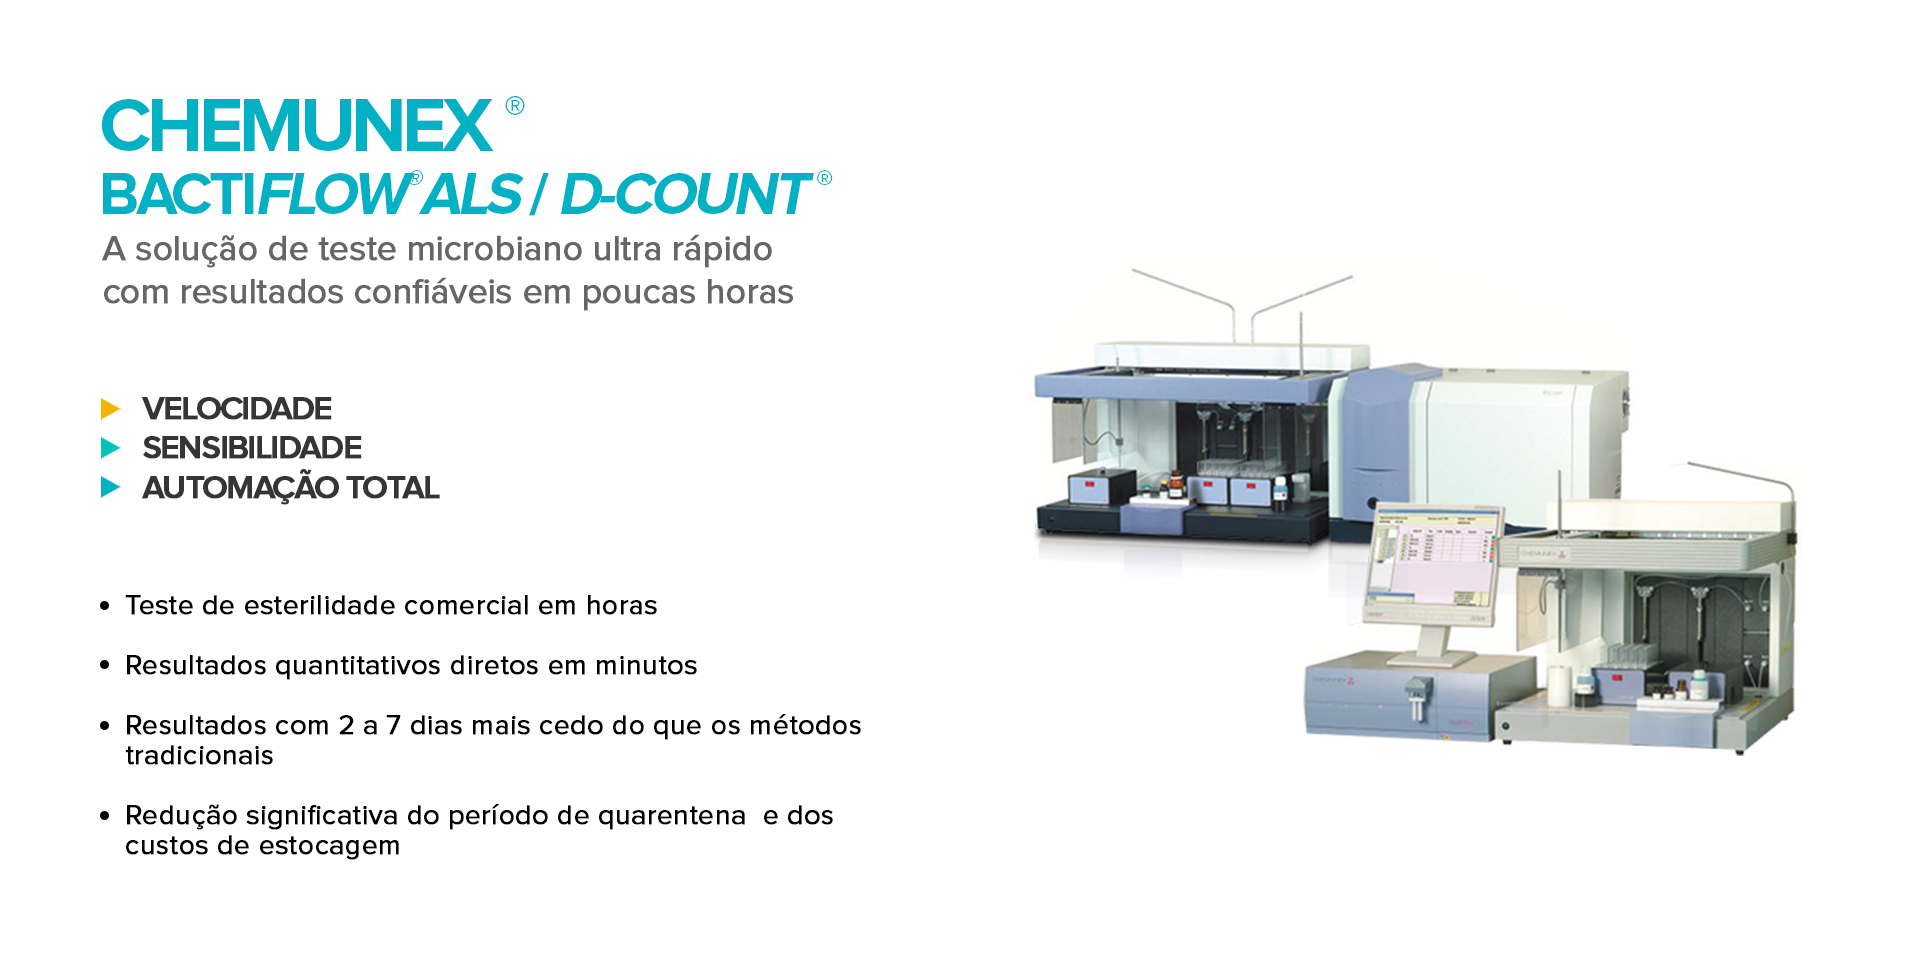 CHEMUNEX ®
BACTIFLOW® ALS / D-COUNT ®
A solução de teste microbiano ultra rápido
com resultados confiáveis em poucas horas
VELOCIDADE
SENSIBILIDADE
AUTOMAÇÃO TOTAL
• Teste de esterilidade comercial em horas
• Resultados quantitativos diretos em minutos
• Resultados com 2 a 7 dias mais cedo do que os métodos
tradicionais
• Redução significativa do período de quarentena e dos
custos de estocagem
CHEMUNEX
CHEMUNEX